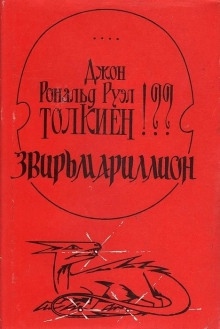 ....
Джон
Рональд Руэл
ТОЛКИЕН !??
ЗВИРЬМАРИЛЛИОН